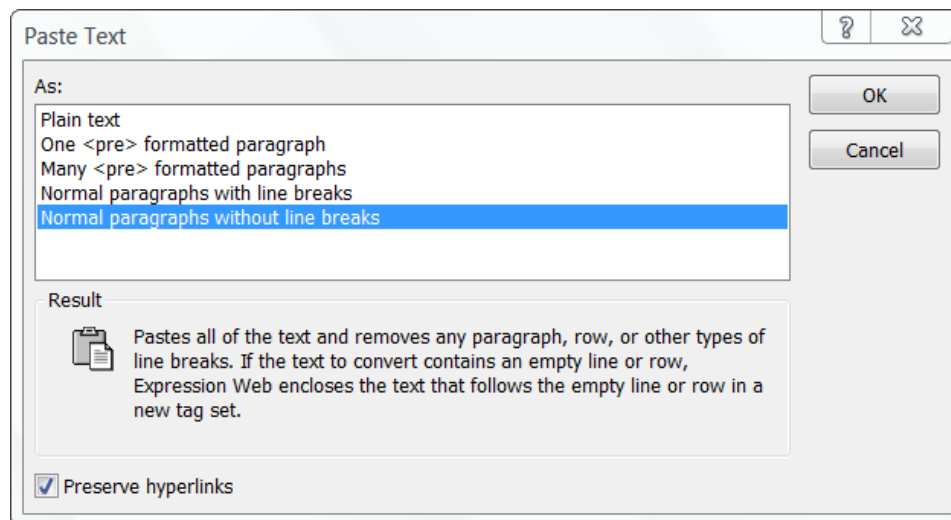 Paste Text
As:
OK
Plain text
One <pre> formatted paragraph
Many <pre> formatted paragraphs
Cancel
Normal paragraphs with line breaks
Normal paragraphs without line breaks
Result
Pastes all of the text and removes any paragraph, row, or other types of
line breaks. If the text to convert contains an empty line or row,
Expression Web encloses the text that follows the empty line or row in a
new tag set.
Preserve hyperlinks